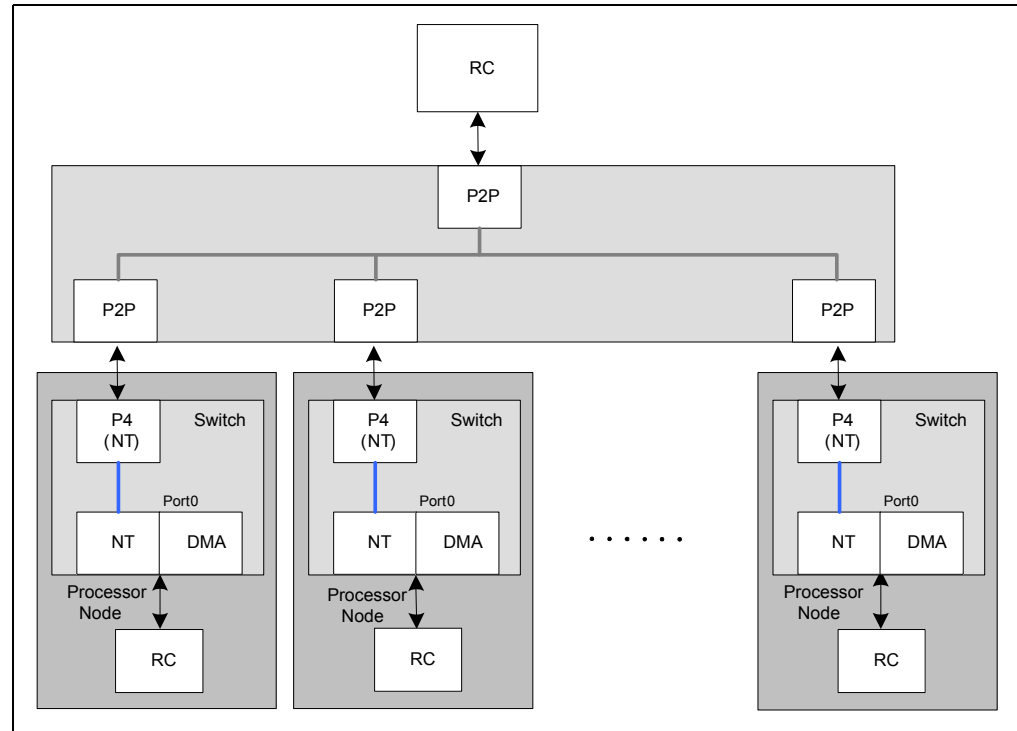 RC
P2P
P2P
P2P
P2P
P4
(NT)
Switch
Port0
NT
DMA
Processor
Node
RC
P4
(NT)
Switch
Port0
NT
DMA
Processor
Node
RC
. . . . . .
P4
(NT)
Switch
Port0
NT
DMA
Processor
Node
RC